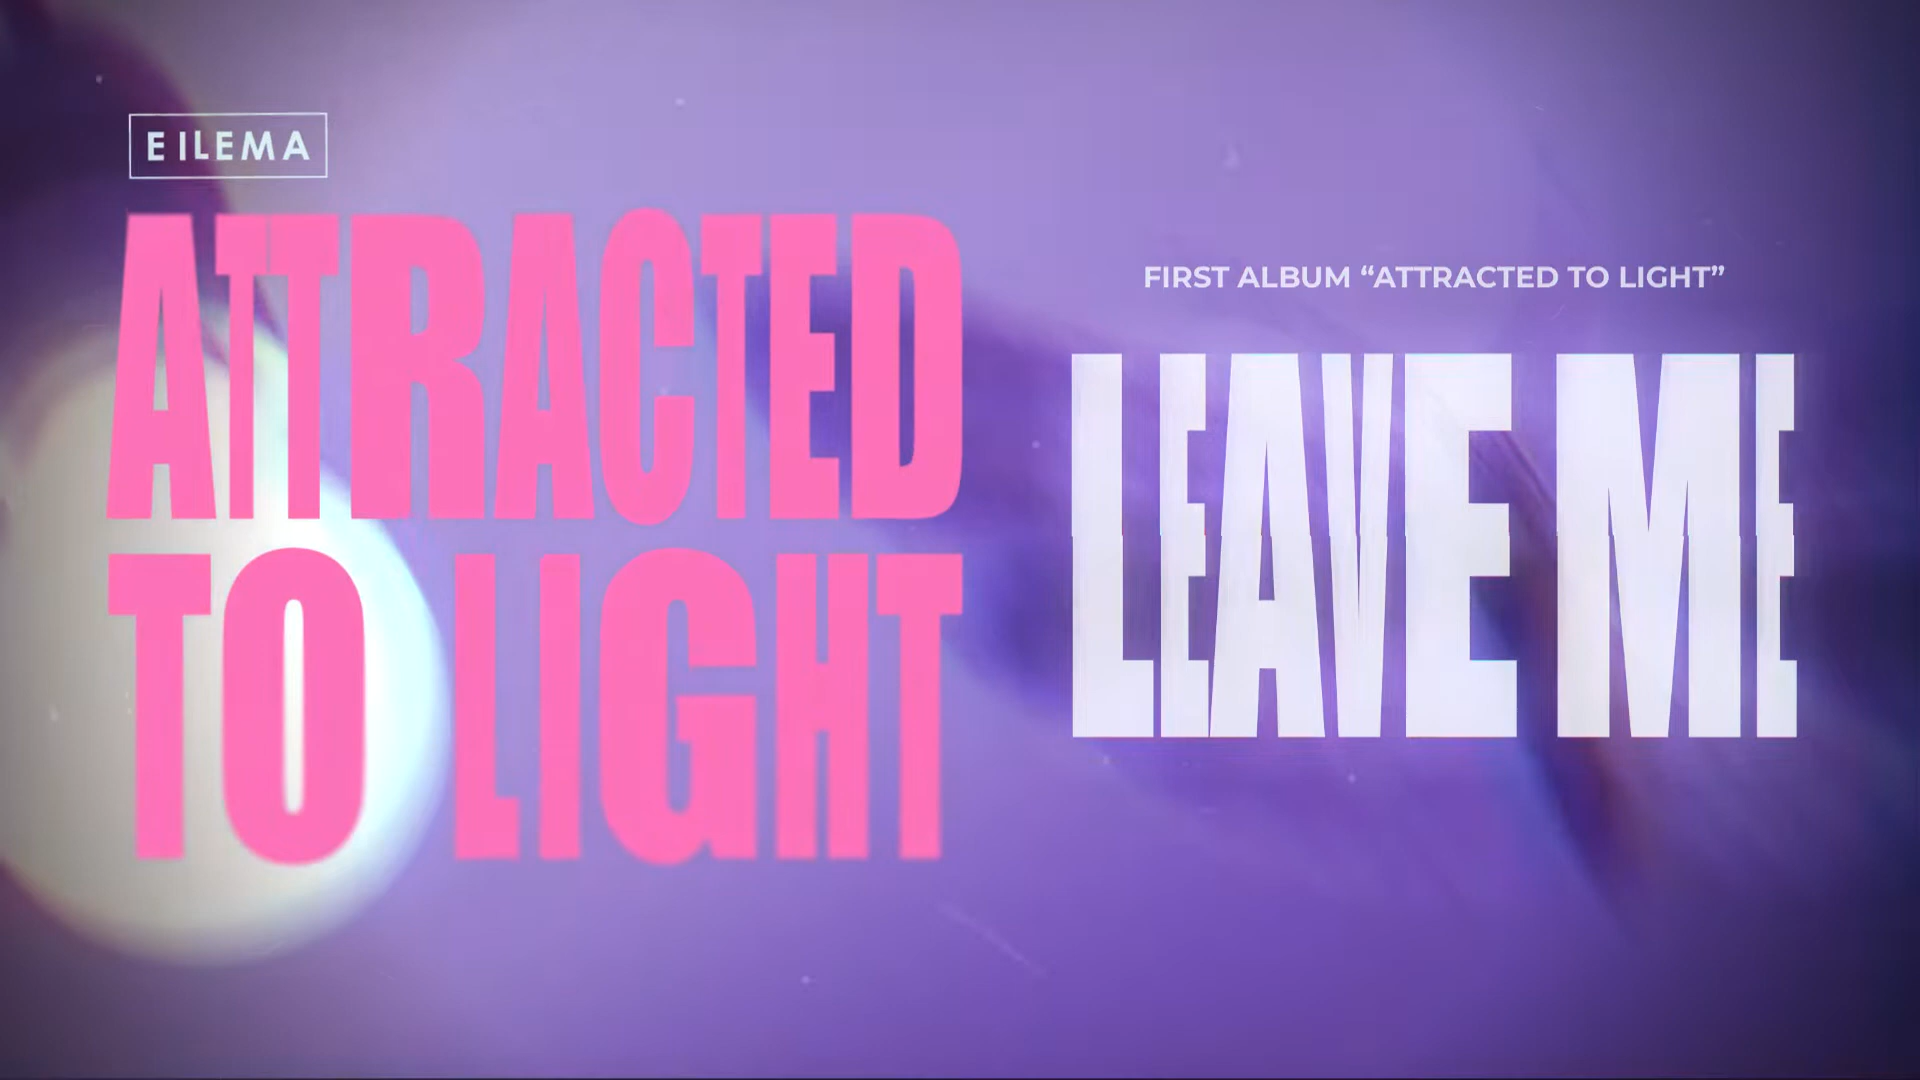 EILEMA
ATTRACTED
TO LIGHT
FIRST ALBUM “ATTRACTED TO LIGHT”
LEAVE ME